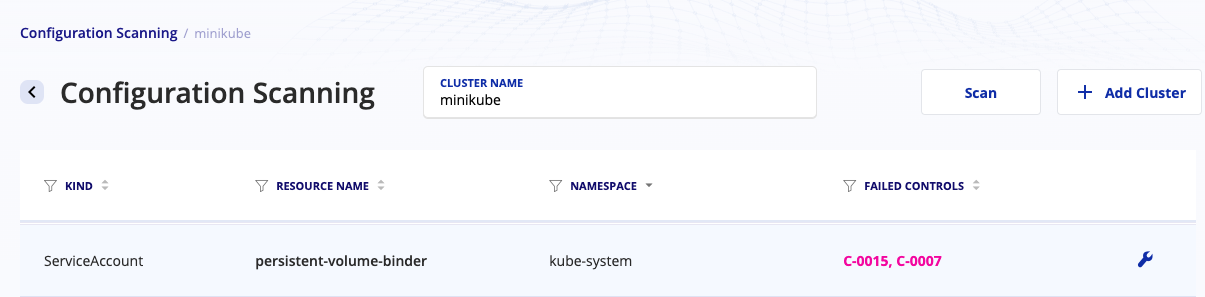 Configuration Scanning / minikube
Configuration Scanning
CLUSTER NAME
minikube
Scan
+ Add Cluster
KIND RESOURCE NAME NAMESPACE FAILED CONTROLS
ServiceAccount persistent-volume-binder kube-system C-0015, C-0007